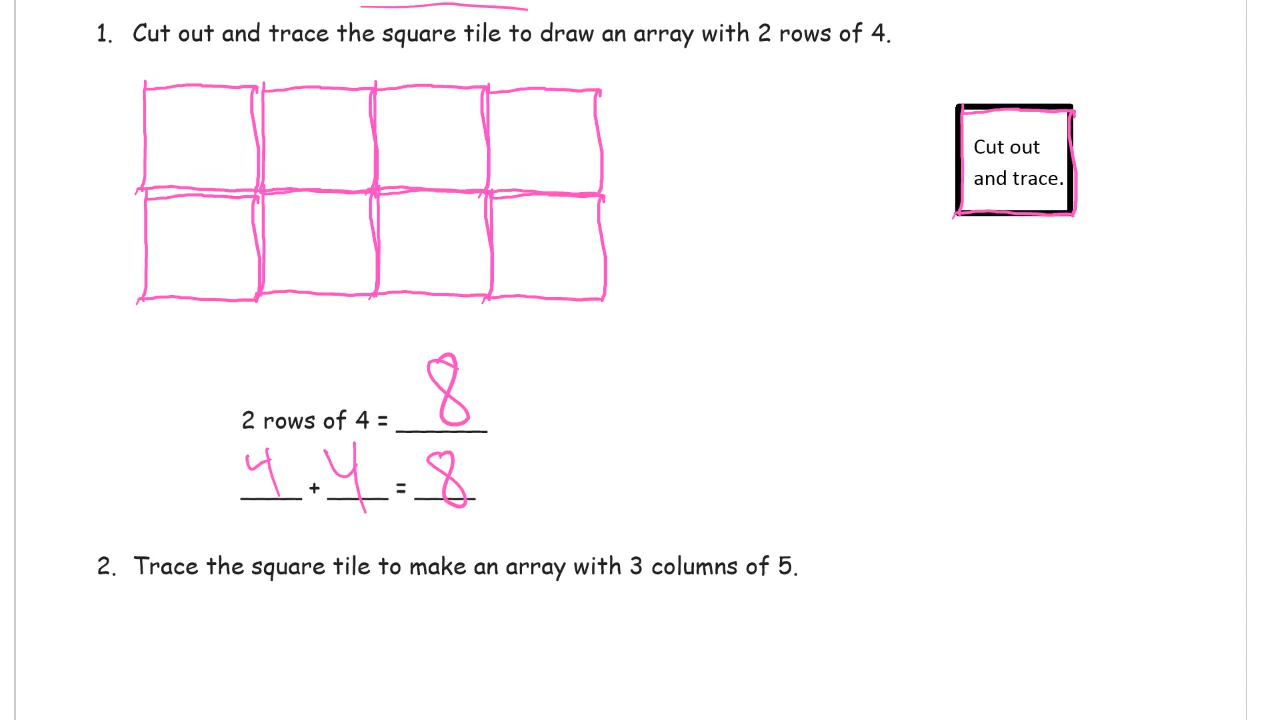 1. Cut out and trace the square tile to draw an array with 2 rows of 4.
Cut out
and trace.
2 rows of 4 = 8
4 + 4 = 8
2. Trace the square tile to make an array with 3 columns of 5.